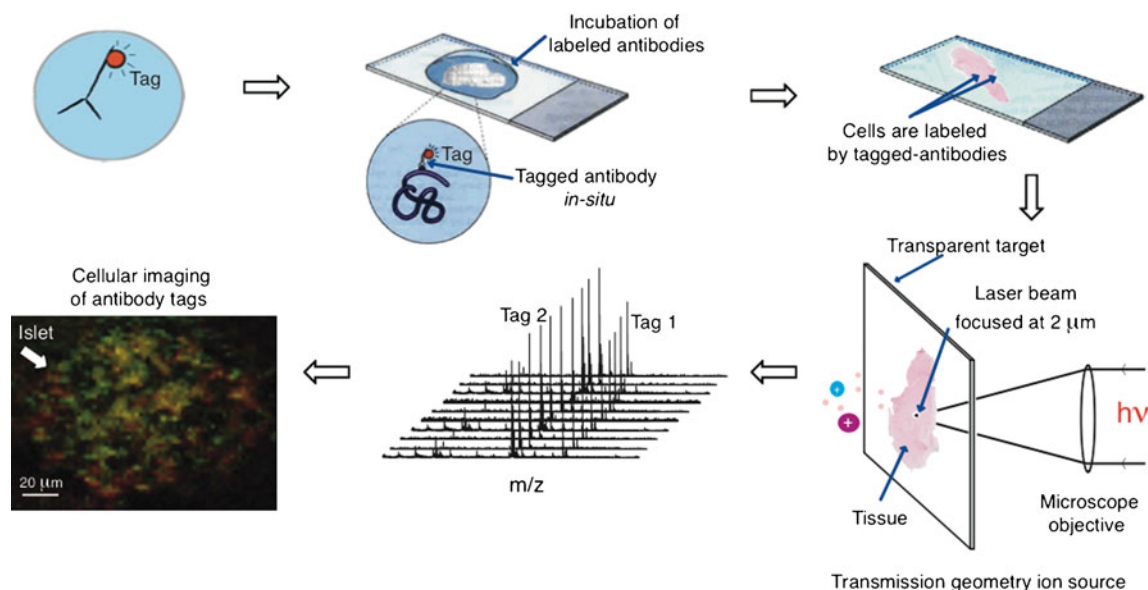 Tag
Incubation of
labeled antibodies
Tag
Tagged antibody
in-situ
Cells are labeled
by tagged-antibodies
Transparent target
Laser beam
focused at 2 μm
hν
+
+
Tissue
Microscope
objective
Transmission geometry ion source
Tag 2
Tag 1
m/z
Cellular imaging
of antibody tags
Islet
20 μm